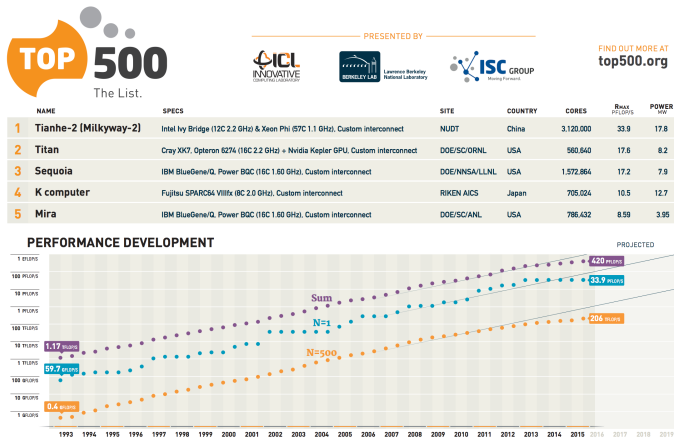 PRESENTED BY
TOP 500
The List.
ICL
INNOVATIVE
COMPUTING LABORATORY
BERKELEY LAB
Lawrence Berkeley
National Laboratory
ISC GROUP
Moving Forward.
FIND OUT MORE AT
top500.org
NAME SPECS SITE COUNTRY CORES RMAX PFLOP/S POWER MW
1 Tianhe-2 (Milkyway-2) Intel Ivy Bridge (12C 2.2 GHz) & Xeon Phi (57C 1.1 GHz), Custom interconnect NUDT China 3,120,000 33.9 17.8
2 Titan Cray XK7, Opteron 6274 (16C 2.2 GHz) + Nvidia Kepler GPU, Custom interconnect DOE/SC/ORNL USA 560,640 17.6 8.2
3 Sequoia IBM BlueGene/Q, Power BQC (16C 1.60 GHz), Custom interconnect DOE/NNSA/LLNL USA 1,572,864 17.2 7.9
4 K computer Fujitsu SPARC64 VIIIfx (8C 2.0 GHz), Custom interconnect RIKEN AICS Japan 705,024 10.5 12.7
5 Mira IBM BlueGene/Q, Power BQC (16C 1.60 GHz), Custom interconnect DOE/SC/ANL USA 786,432 8.59 3.95
PERFORMANCE DEVELOPMENT
PROJECTED
1 EFLOP/S
420 PFLOP/S
100 PFLOP/S
33.9 PFLOP/S
10 PFLOP/S
Sum
1 PFLOP/S
N=1
206 TFLOP/S
100 TFLOP/S
10 TFLOP/S
1.17 TFLOP/S
N=500
1 TFLOP/S
59.7 GFLOP/S
100 GFLOP/S
10 GFLOP/S
0.4 GFLOP/S
1 GFLOP/S
1993 1994 1995 1996 1997 1998 1999 2000 2001 2002 2003 2004 2005 2006 2007 2008 2009 2010 2011 2012 2013 2014 2015 2016 2017 2018 2019